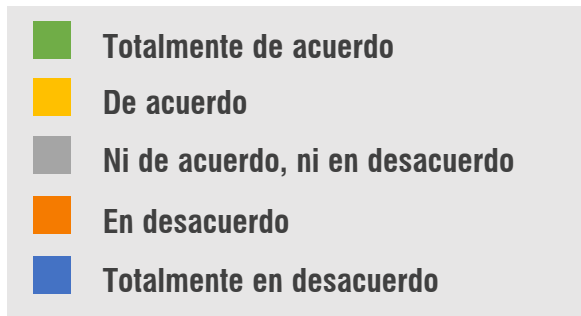 Totalmente de acuerdo
De acuerdo
Ni de acuerdo, ni en desacuerdo
En desacuerdo
Totalmente en desacuerdo